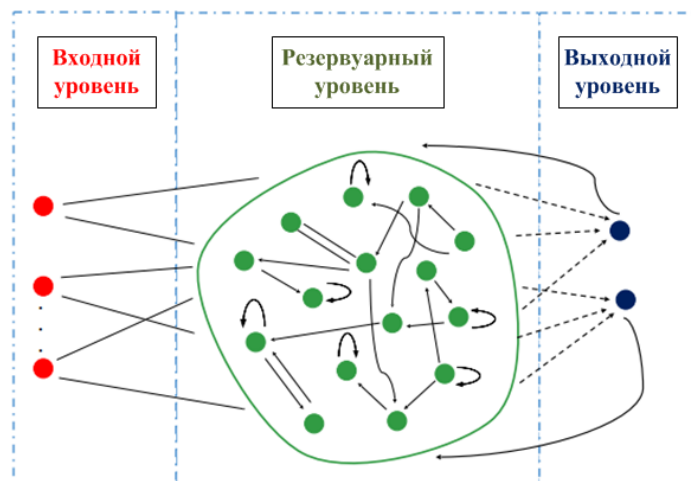 Входной
уровень
Резервуарный
уровень
Выходной
уровень